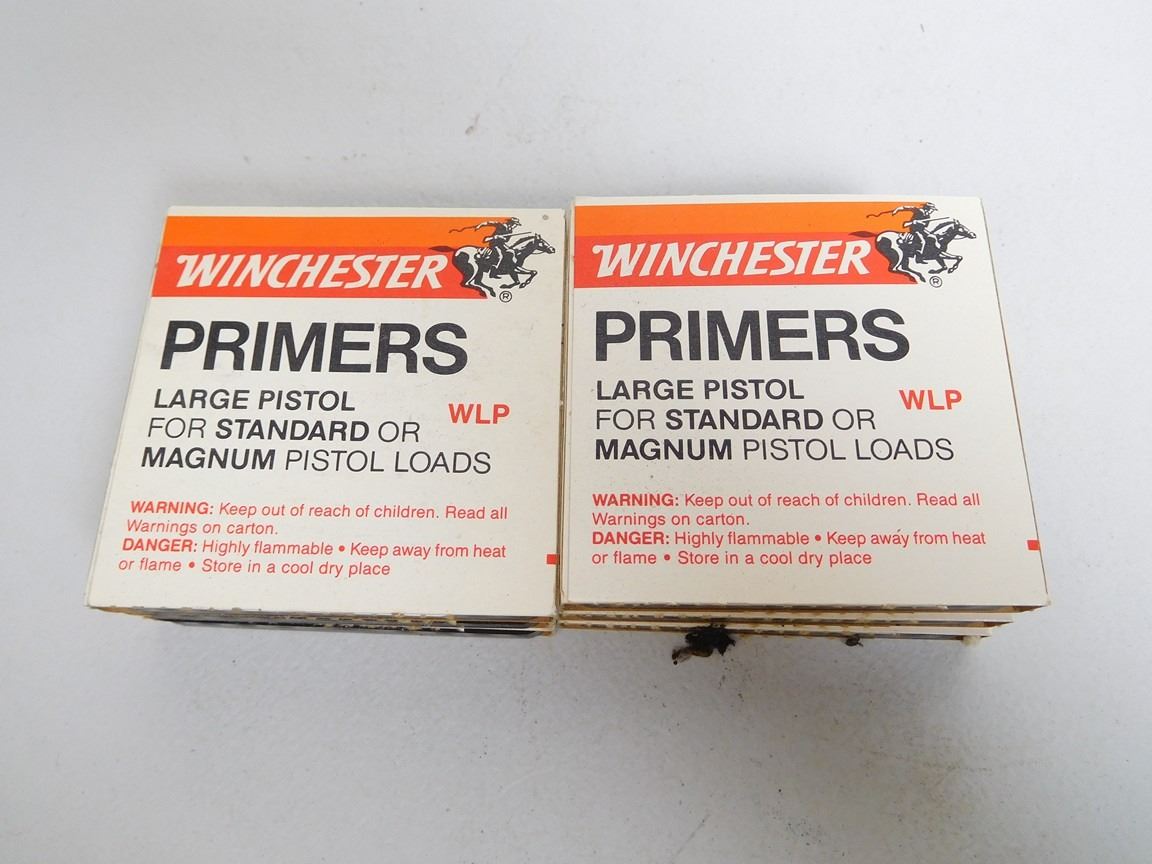 WINCHESTER
®
PRIMERS
LARGE PISTOL
WLP
FOR STANDARD OR
MAGNUM PISTOL LOADS
WARNING: Keep out of reach of children. Read all
Warnings on carton.
DANGER: Highly flammable • Keep away from heat
or flame • Store in a cool dry place
WINCHESTER
®
PRIMERS
LARGE PISTOL
WLP
FOR STANDARD OR
MAGNUM PISTOL LOADS
WARNING: Keep out of reach of children. Read all
Warnings on carton.
DANGER: Highly flammable • Keep away from heat
or flame • Store in a cool dry place